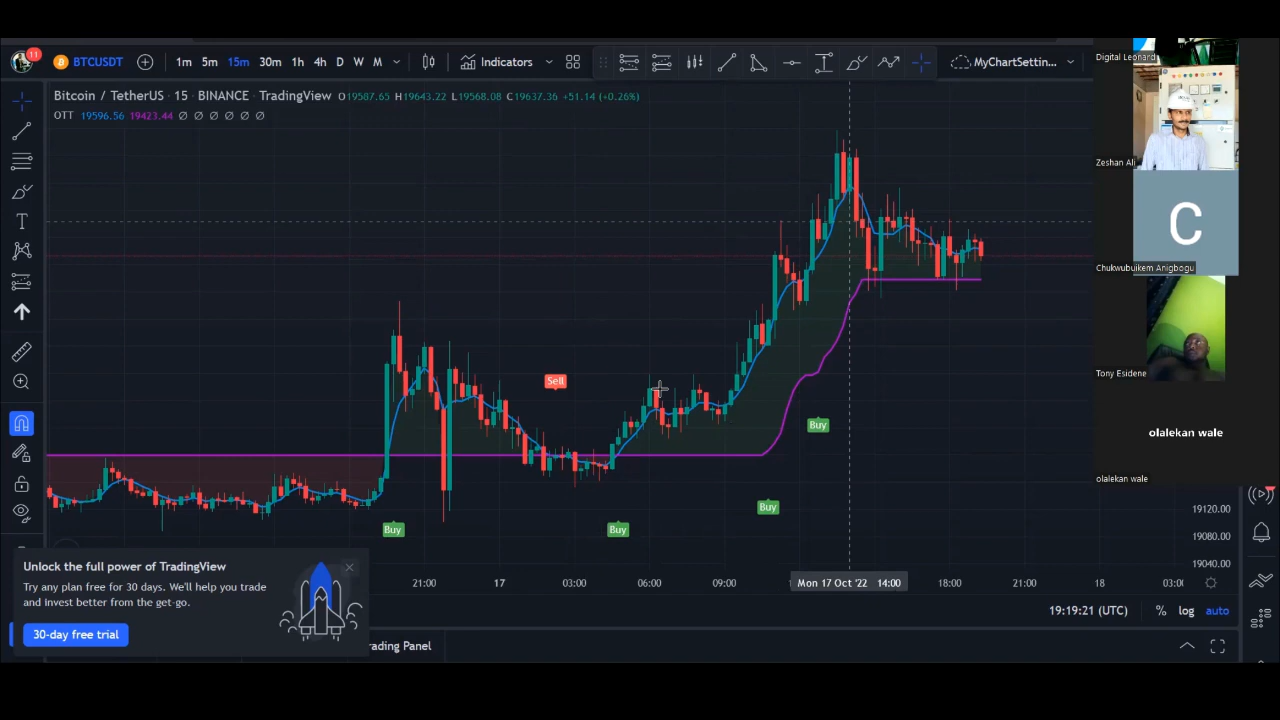 11
BTCUSDT
1m 5m 15m 30m 1h 4h D W M
Indicators
MyChartSettin...
Bitcoin / TetherUS · 15 · BINANCE · TradingView O19587.65 H19643.22 L19568.08 C19637.36 +51.14 (+0.26%)
OTT 19596.56 19423.44 Ø Ø Ø Ø Ø Ø
Digital Leonard
Zeshan Ali
C
Chukwubuikem Anigbogu
Tony Esidene
olalekan wale
olalekan wale
Sell
Buy
Buy
Buy
Buy
19120.00
19080.00
19040.00
21:00 17 03:00 06:00 09:00 Mon 17 Oct '22 14:00 18:00 21:00 18 03:0
Unlock the full power of TradingView
Try any plan free for 30 days. We'll help you trade
and invest better from the get-go.
30-day free trial
19:19:21 (UTC) % log auto
rading Panel